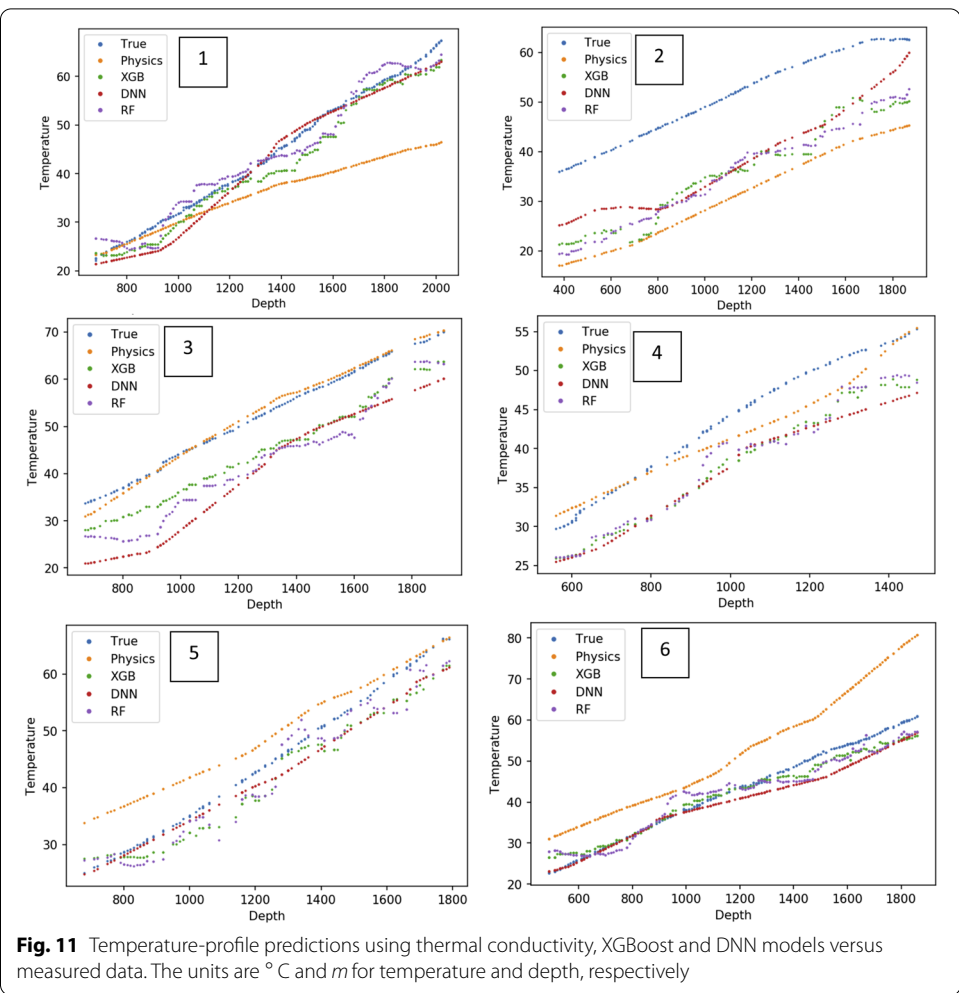 True
Physics
XGB
DNN
RF
1
Temperature
60
50
40
30
20
800 1000 1200 1400 1600 1800 2000
Depth
True
Physics
XGB
DNN
RF
2
Temperature
60
50
40
30
20
400 600 800 1000 1200 1400 1600 1800
Depth
True
Physics
XGB
DNN
RF
3
Temperature
70
60
50
40
30
20
800 1000 1200 1400 1600 1800
Depth
True
Physics
XGB
DNN
RF
4
Temperature
55
50
45
40
35
30
25
600 800 1000 1200 1400
Depth
True
Physics
XGB
DNN
RF
5
Temperature
60
50
40
30
800 1000 1200 1400 1600 1800
Depth
True
Physics
XGB
DNN
RF
6
Temperature
80
70
60
50
40
30
20
600 800 1000 1200 1400 1600 1800
Depth
Fig. 11 Temperature-profile predictions using thermal conductivity, XGBoost and DNN models versus
measured data. The units are ° C and m for temperature and depth, respectively